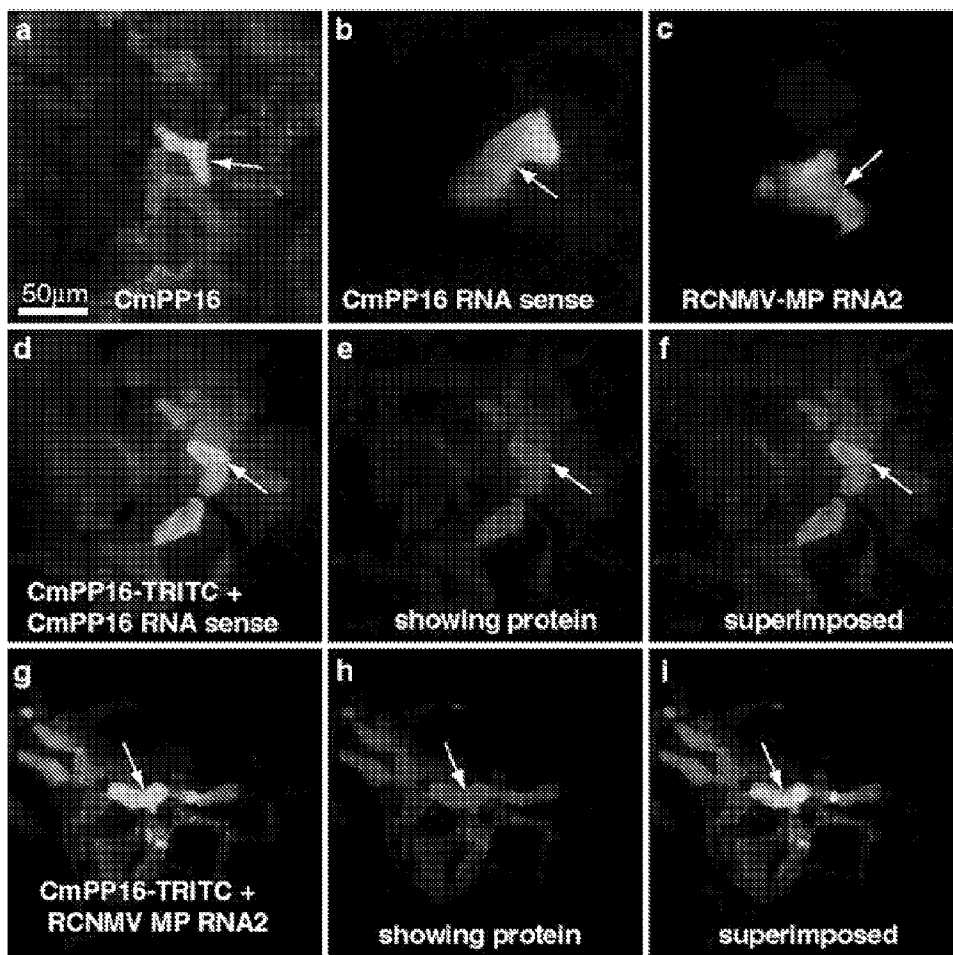 a
b
c
50µm
CmPP16
CmPP16 RNA sense
RCNMV-MP RNA2
d
e
f
CmPP16-TRITC +
CmPP16 RNA sense
showing protein
superimposed
g
h
i
CmPP16-TRITC +
RCNMV MP RNA2
showing protein
superimposed